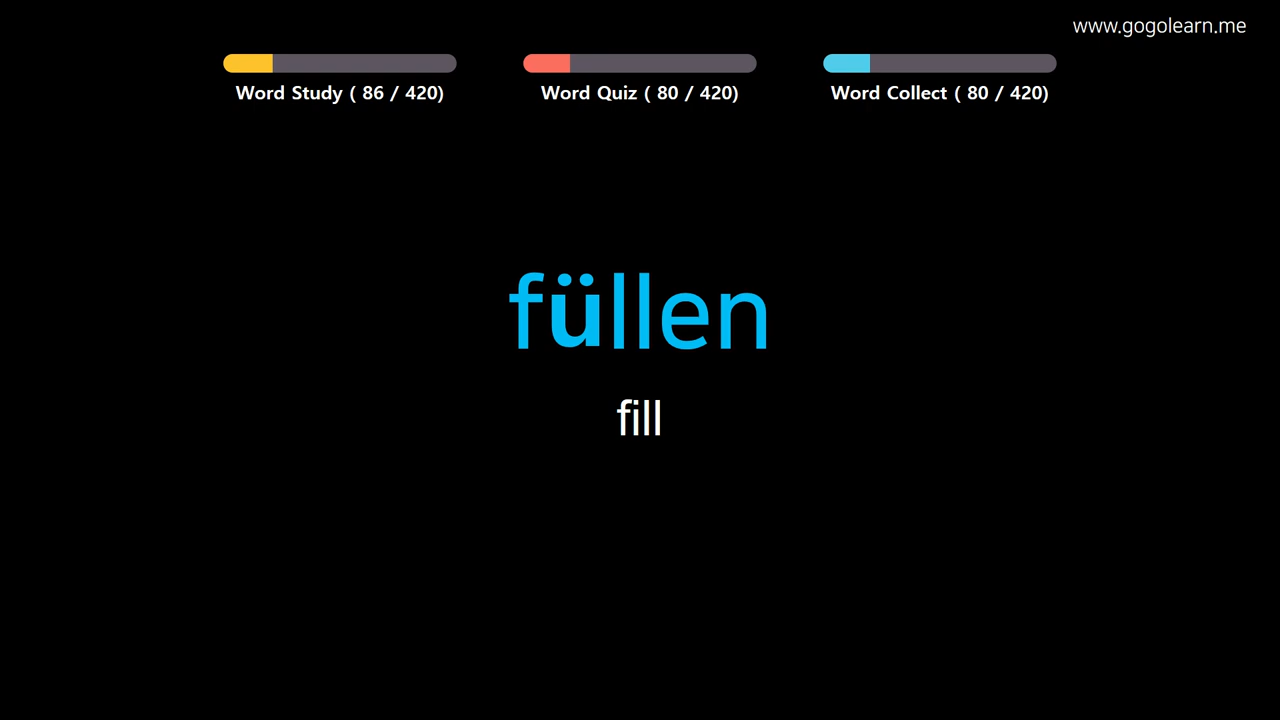 www.gogolearn.me
Word Study ( 86 / 420)
Word Quiz ( 80 / 420)
Word Collect ( 80 / 420)
füllen
fill